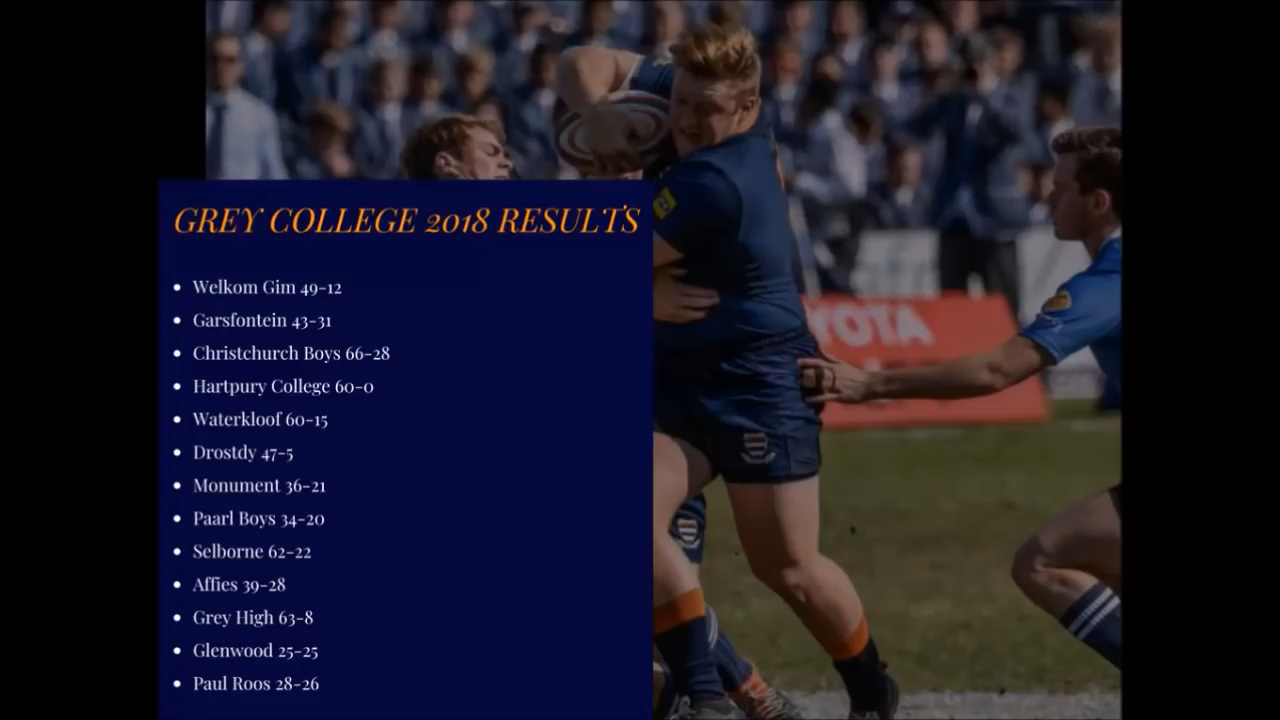 GREY COLLEGE 2018 RESULTS
Welkom Gim 49-12
Garsfontein 43-31
Christchurch Boys 66-28
Hartpury College 60-0
Waterkloof 60-15
Drostdy 47-5
Monument 36-21
Paarl Boys 34-20
Selborne 62-22
Affies 39-28
Grey High 63-8
Glenwood 25-25
Paul Roos 28-26
YOTA